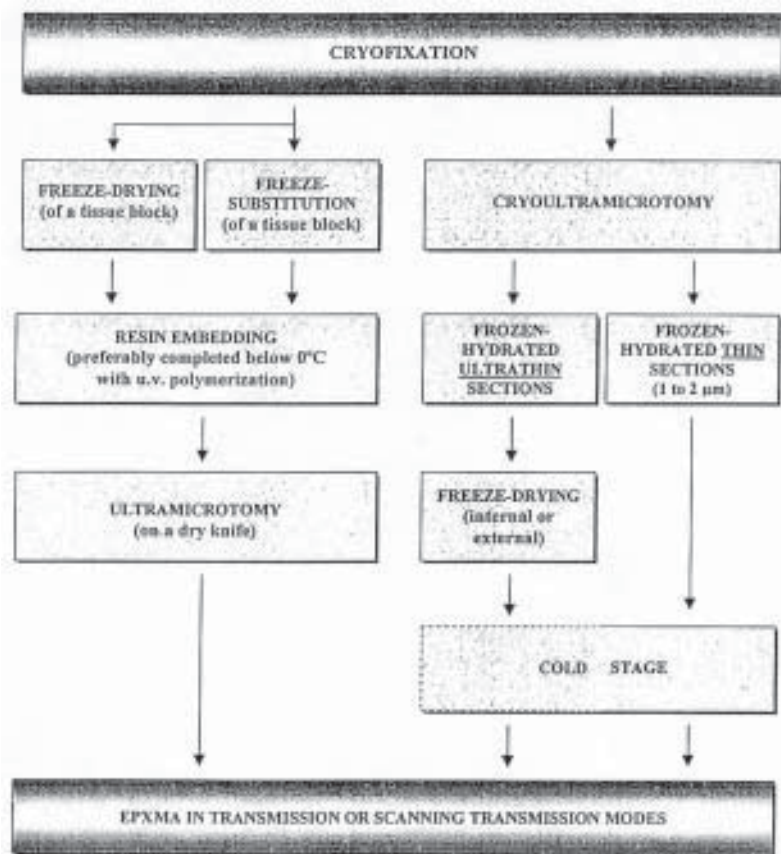 CRYOFIXATION
FREEZE-DRYING
(of a tissue block)
FREEZE-
SUBSTITUTION
(of a tissue block)
CRYOULTRAMICROTOMY
RESIN EMBEDDING
(preferably completed below 0°C
with u.v. polymerization)
FROZEN-
HYDRATED
ULTRATHIN
SECTIONS
FROZEN-
HYDRATED THIN
SECTIONS
(1 to 2 µm)
ULTRAMICROTOMY
(on a dry knife)
FREEZE-DRYING
(internal or
external)
COLD STAGE
EPXMA IN TRANSMISSION OR SCANNING TRANSMISSION MODES